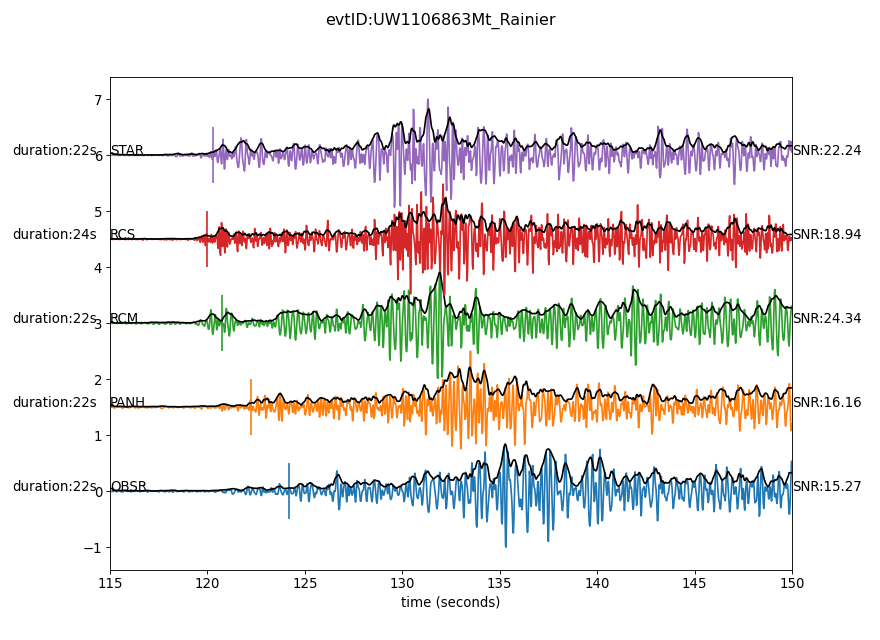 evtID:UW1106863Mt_Rainier
7
duration:22s 6 STAR SNR:22.24
5
duration:24s RCS SNR:18.94
4
duration:22s 3 RCM SNR:24.34
2
duration:22s PANH SNR:16.16
1
duration:22s 0 OBSR SNR:15.27
−1
115 120 125 130 135 140 145 150
time (seconds)